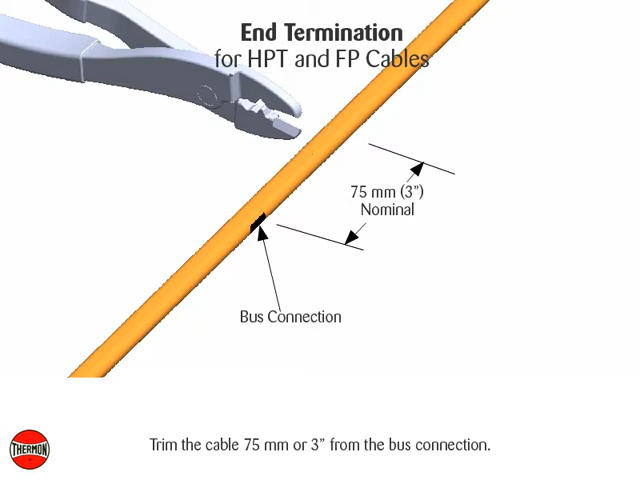 End Termination
for HPT and FP Cables
75 mm (3”)
Nominal
Bus Connection
THERMON
Trim the cable 75 mm or 3” from the bus connection.